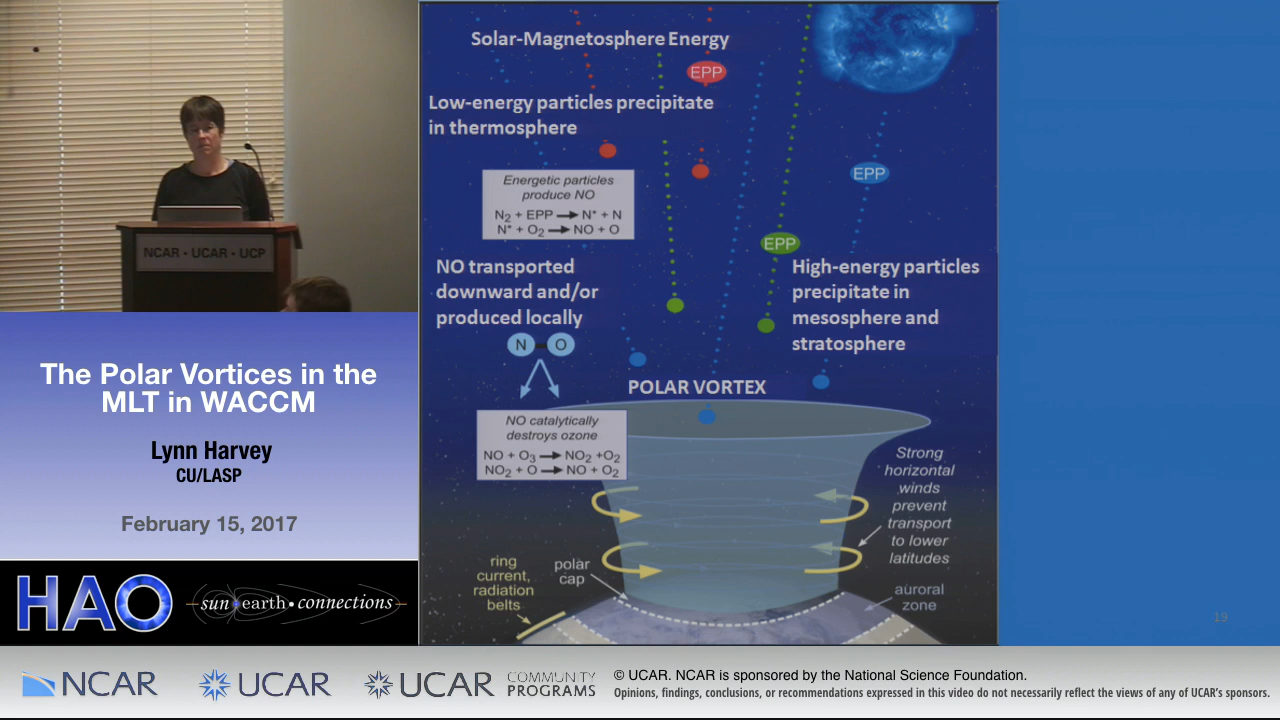 NCAR • UCAR • UCP
The Polar Vortices in the
MLT in WACCM
Lynn Harvey
CU/LASP
February 15, 2017
HAO
sun earth • connections
Solar-Magnetosphere Energy
EPP
Low-energy particles precipitate
in thermosphere
Energetic particles
produce NO
N2 + EPP → N* + N
N* + O2 → NO + O
EPP
EPP
NO transported
downward and/or
produced locally
N O
High-energy particles
precipitate in
mesosphere and
stratosphere
POLAR VORTEX
NO catalytically
destroys ozone
NO + O3 → NO2 +O2
NO2 + O → NO + O2
Strong
horizontal
winds
prevent
transport
to lower
latitudes
ring
current,
radiation
belts
polar
cap
auroral
zone
19
NCAR
UCAR
UCAR
COMMUNITY
PROGRAMS
© UCAR. NCAR is sponsored by the National Science Foundation.
Opinions, findings, conclusions, or recommendations expressed in this video do not necessarily reflect the views of any of UCAR's sponsors.